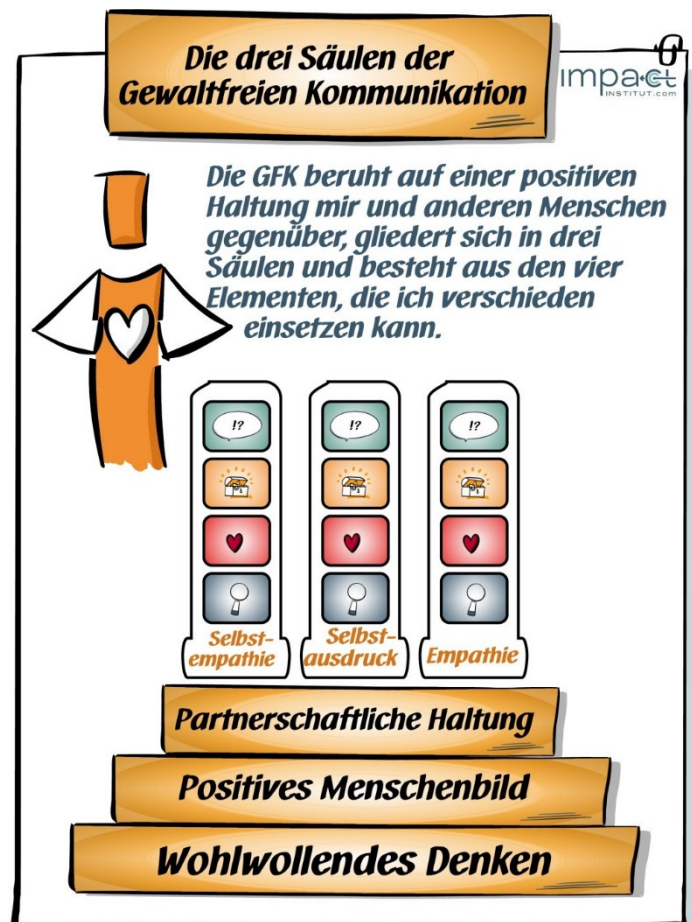 Die drei Säulen der
Gewaltfreien Kommunikation
impact
INSTITUT.com
Die GFK beruht auf einer positiven
Haltung mir und anderen Menschen
gegenüber, gliedert sich in drei
Säulen und besteht aus den vier
Elementen, die ich verschieden
einsetzen kann.
!?
!?
!?
Selbst-
empathie
Selbst-
ausdruck
Empathie
Partnerschaftliche Haltung
Positives Menschenbild
Wohlwollendes Denken